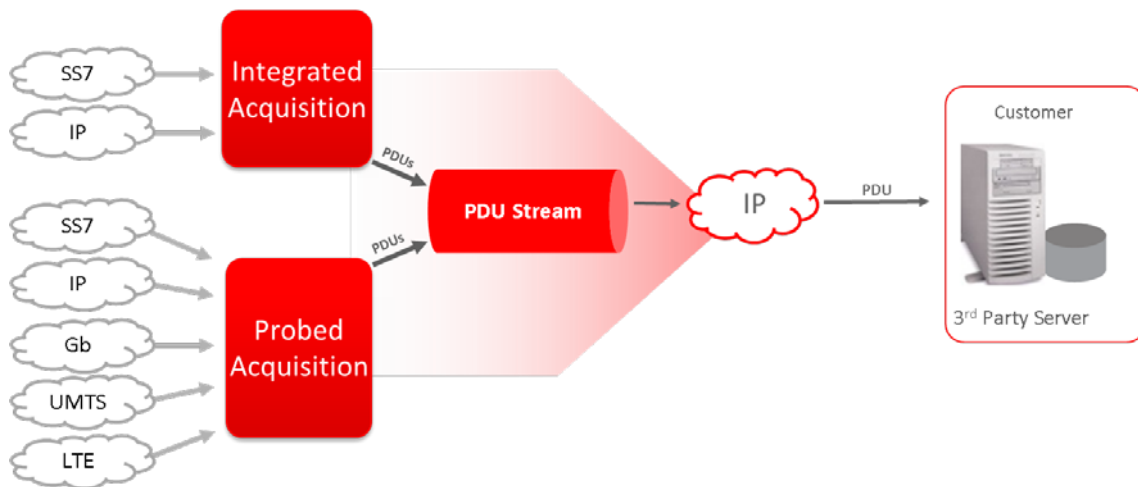 SS7
IP
Integrated
Acquisition
PDUs
SS7
IP
Gb
UMTS
LTE
Probed
Acquisition
PDUs
PDU Stream
IP
PDU
Customer
3rd Party Server